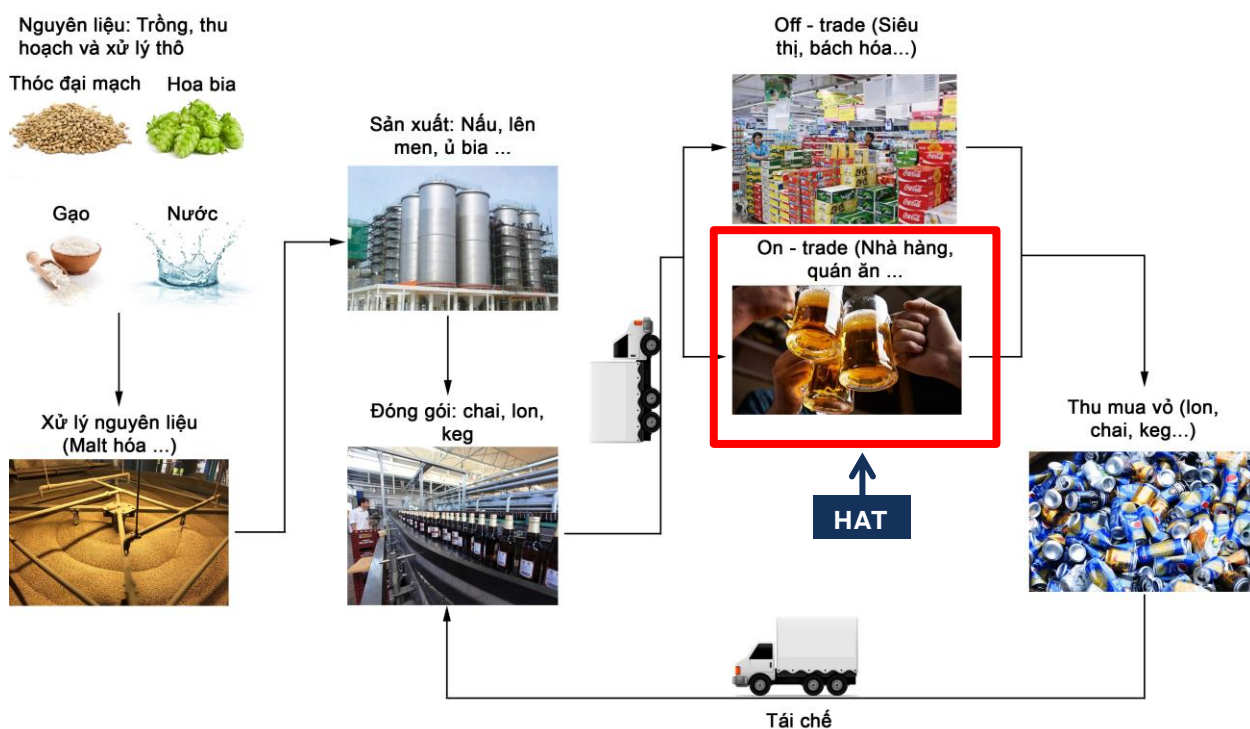 Nguyên liệu: Trồng, thu
hoạch và xử lý thô
Thóc đại mạch
Hoa bia
Gạo
Nước
Xử lý nguyên liệu
(Malt hóa ...)
Sản xuất: Nấu, lên
men, ủ bia ...
Đóng gói: chai, lon,
keg
Off - trade (Siêu
thị, bách hóa...)
On - trade (Nhà hàng,
quán ăn ...
HAT
Thu mua vỏ (lon,
chai, keg...)
Tái chế